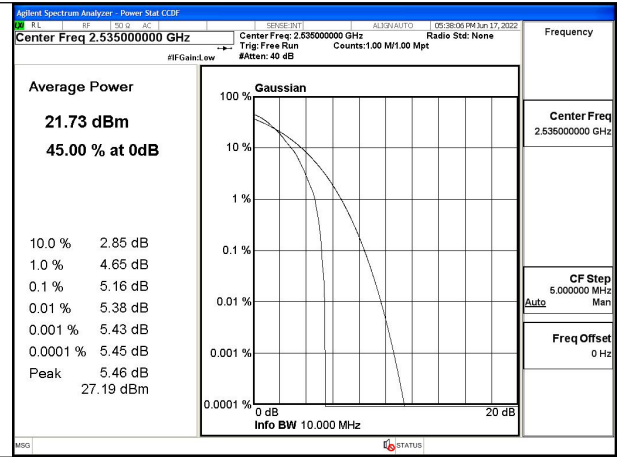 Agilent Spectrum Analyzer - Power Stat CCDF
RL RF 50 Ω AC SENSE:INT ALIGN AUTO 05:38:06 PM Jun 17, 2022
Center Freq 2.535000000 GHz
Center Freq: 2.535000000 GHz Radio Std: None
Trig: Free Run Counts:1.00 M/1.00 Mpt
#IFGain:Low #Atten: 40 dB
Frequency
Average Power
21.73 dBm
45.00 % at 0dB
10.0 % 2.85 dB
1.0 % 4.65 dB
0.1 % 5.16 dB
0.01 % 5.38 dB
0.001 % 5.43 dB
0.0001 % 5.45 dB
Peak 5.46 dB
27.19 dBm
Gaussian
100 %
10 %
1 %
0.1 %
0.01 %
0.001 %
0.0001 %
0 dB 20 dB
Info BW 10.000 MHz
Center Freq
2.535000000 GHz
CF Step
5.000000 MHz
Auto Man
Freq Offset
0 Hz
MSG STATUS